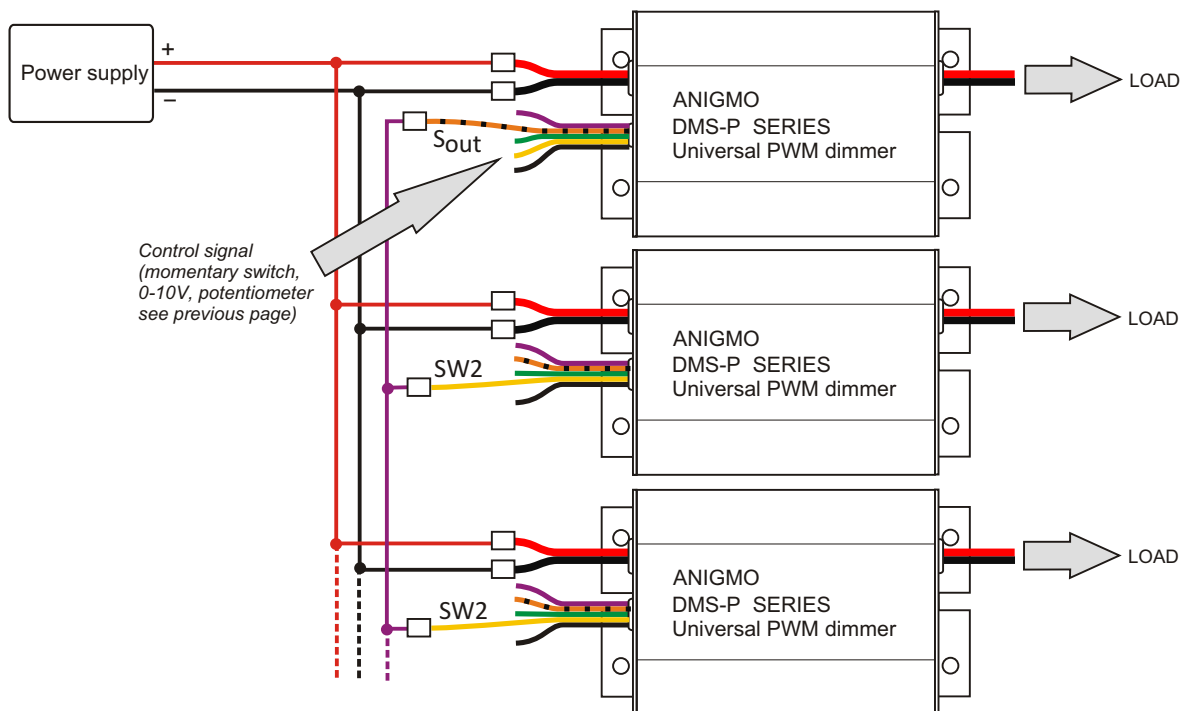 Power supply
+
–
Sout
Control signal
(momentary switch,
0-10V, potentiometer
see previous page)
ANIGMO
DMS-P SERIES
Universal PWM dimmer
LOAD
SW2
ANIGMO
DMS-P SERIES
Universal PWM dimmer
LOAD
SW2
ANIGMO
DMS-P SERIES
Universal PWM dimmer
LOAD